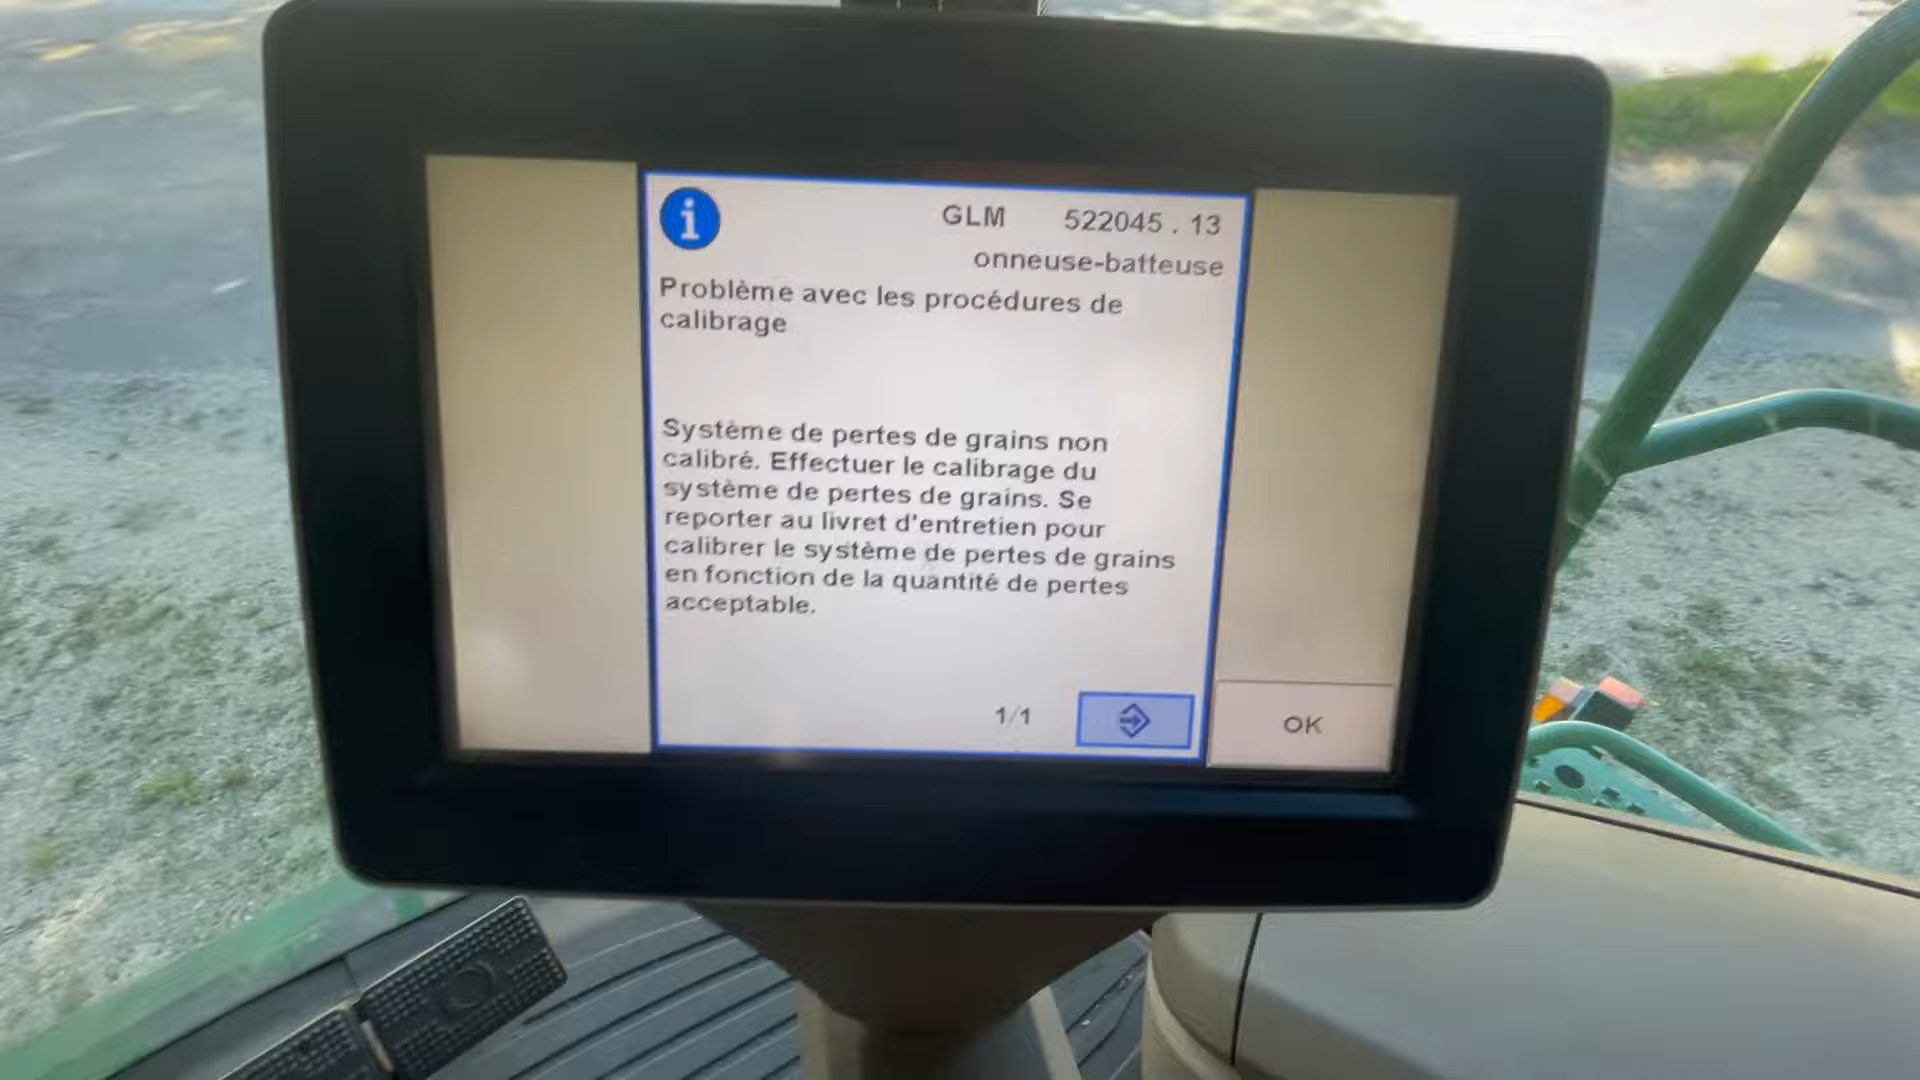 GLM 522045 . 13
onneuse-batteuse
Problème avec les procédures de
calibrage
Système de pertes de grains non
calibré. Effectuer le calibrage du
système de pertes de grains. Se
reporter au livret d'entretien pour
calibrer le système de pertes de grains
en fonction de la quantité de pertes
acceptable.
1/1
OK